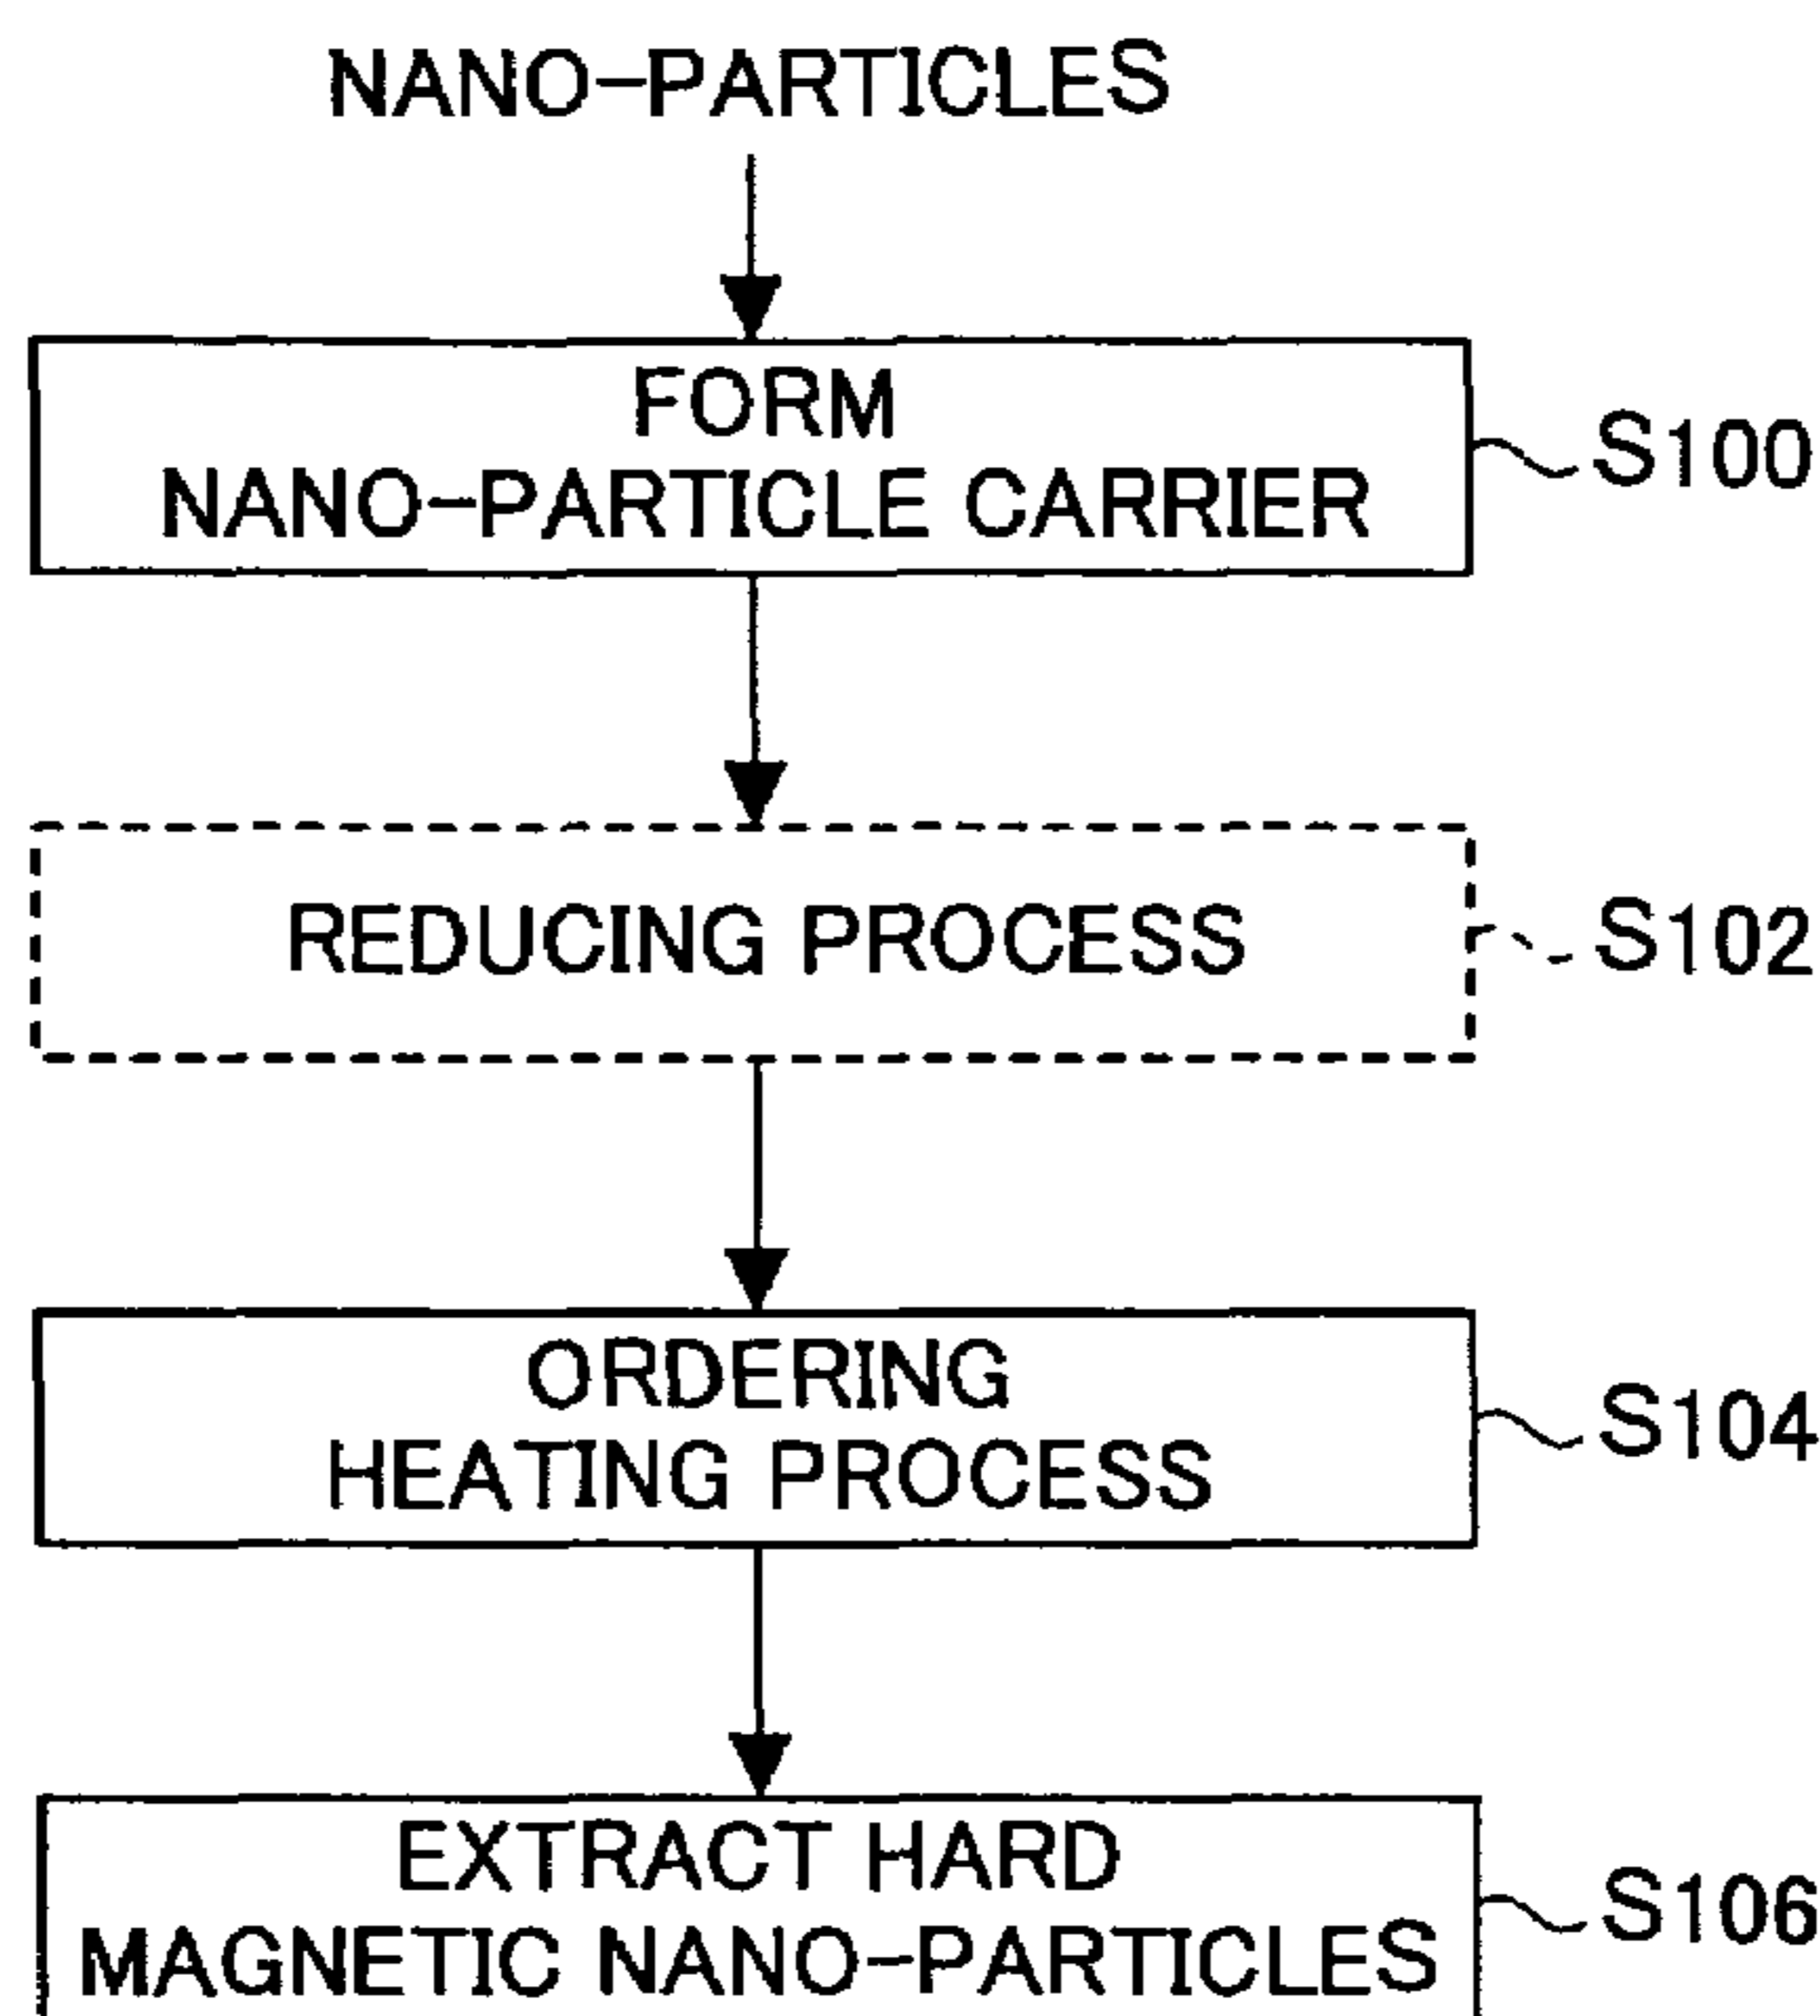 NANO-PARTICLES
FORM
NANO-PARTICLE CARRIER
S100
REDUCING PROCESS
S102
ORDERING
HEATING PROCESS
S104
EXTRACT HARD
MAGNETIC NANO-PARTICLES
S106